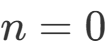 n = 0